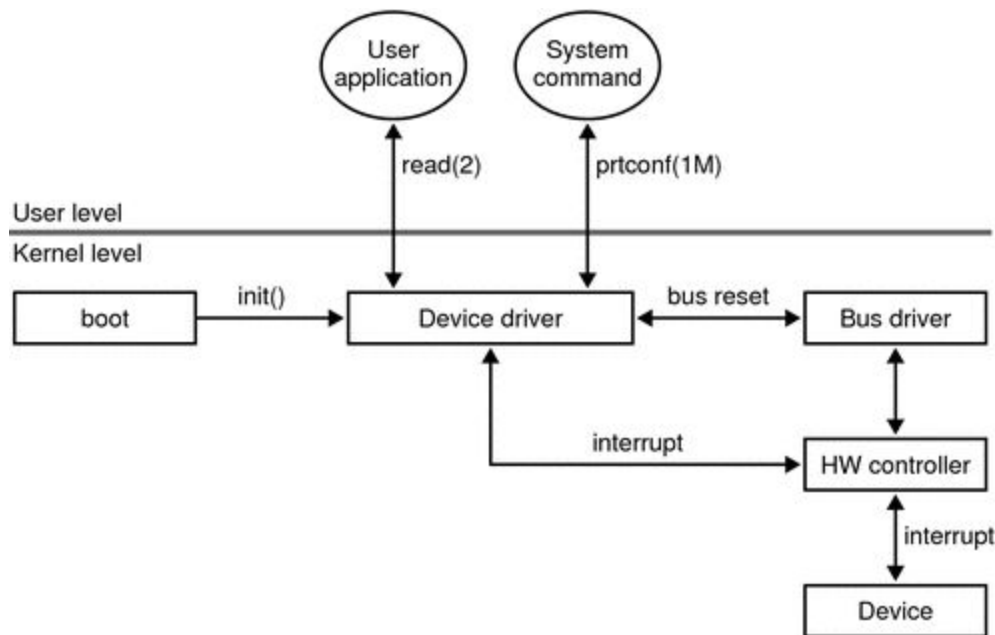 User
application
System
command
read(2)
prtconf(1M)
User level
Kernel level
boot
init()
Device driver
bus reset
Bus driver
interrupt
HW controller
interrupt
Device